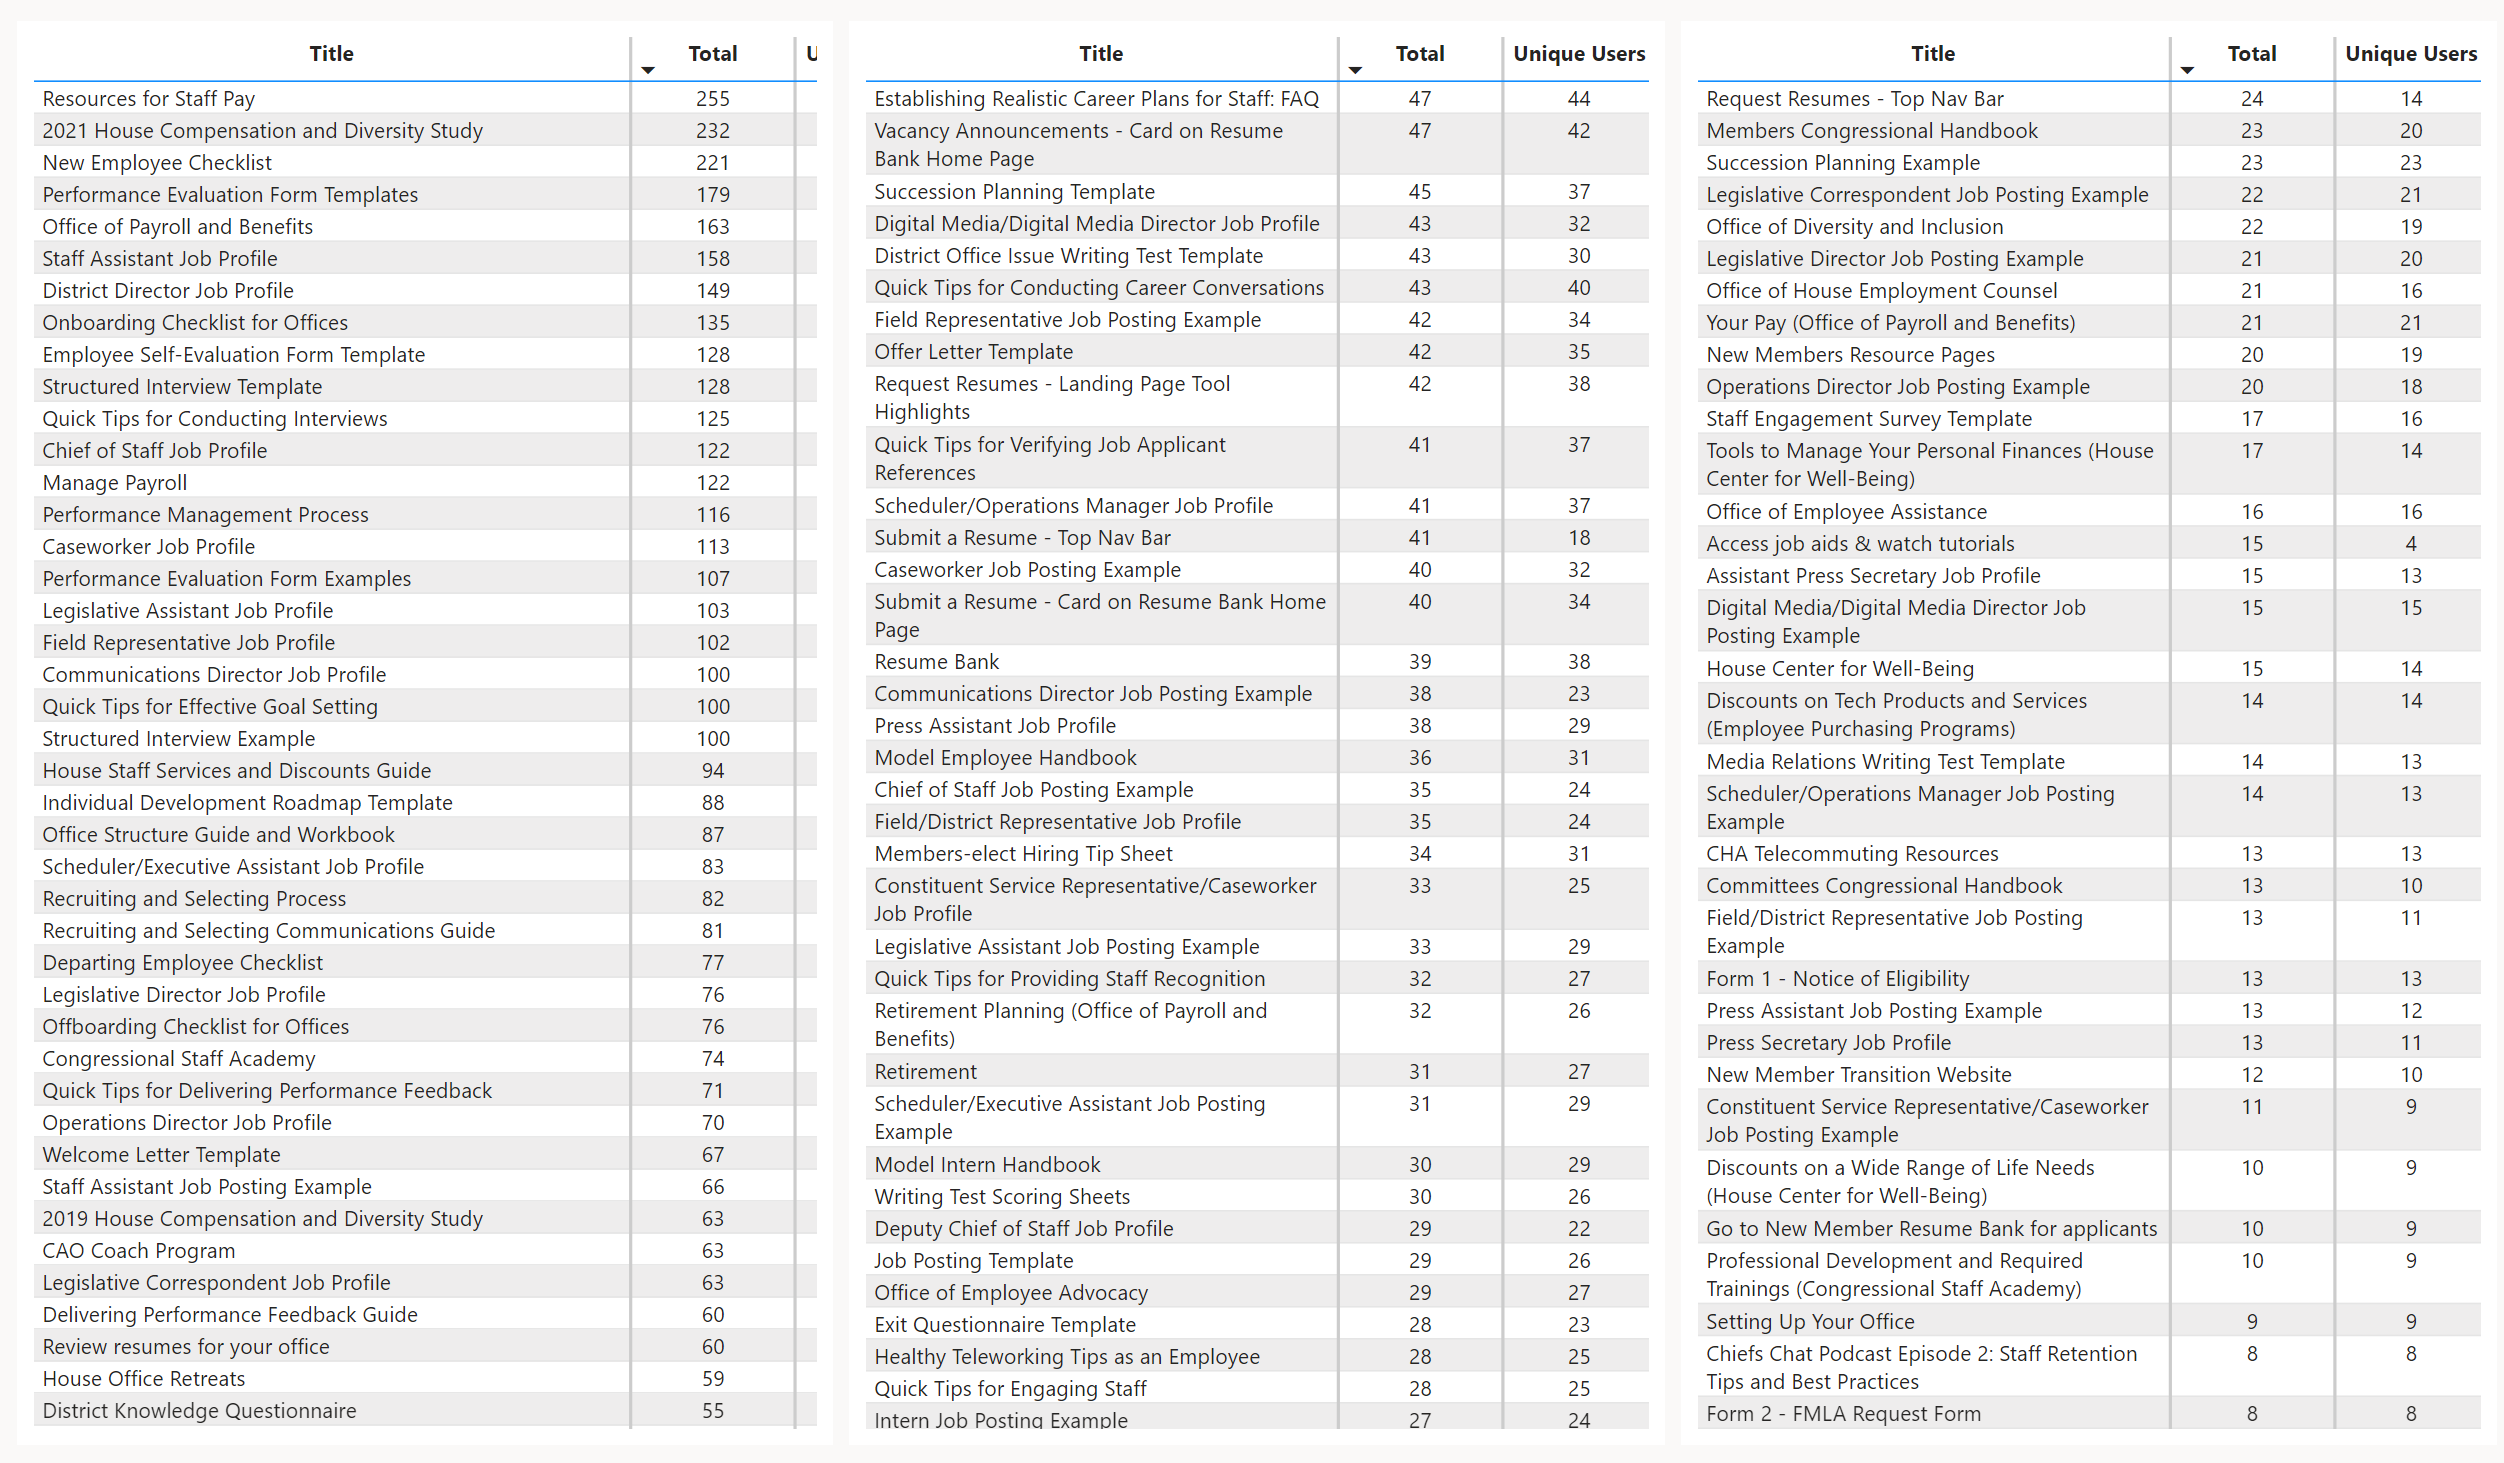 Title Total U
Resources for Staff Pay 255
2021 House Compensation and Diversity Study 232
New Employee Checklist 221
Performance Evaluation Form Templates 179
Office of Payroll and Benefits 163
Staff Assistant Job Profile 158
District Director Job Profile 149
Onboarding Checklist for Offices 135
Employee Self-Evaluation Form Template 128
Structured Interview Template 128
Quick Tips for Conducting Interviews 125
Chief of Staff Job Profile 122
Manage Payroll 122
Performance Management Process 116
Caseworker Job Profile 113
Performance Evaluation Form Examples 107
Legislative Assistant Job Profile 103
Field Representative Job Profile 102
Communications Director Job Profile 100
Quick Tips for Effective Goal Setting 100
Structured Interview Example 100
House Staff Services and Discounts Guide 94
Individual Development Roadmap Template 88
Office Structure Guide and Workbook 87
Scheduler/Executive Assistant Job Profile 83
Recruiting and Selecting Process 82
Recruiting and Selecting Communications Guide 81
Departing Employee Checklist 77
Legislative Director Job Profile 76
Offboarding Checklist for Offices 76
Congressional Staff Academy 74
Quick Tips for Delivering Performance Feedback 71
Operations Director Job Profile 70
Welcome Letter Template 67
Staff Assistant Job Posting Example 66
2019 House Compensation and Diversity Study 63
CAO Coach Program 63
Legislative Correspondent Job Profile 63
Delivering Performance Feedback Guide 60
Review resumes for your office 60
House Office Retreats 59
District Knowledge Questionnaire 55
Title Total Unique Users
Establishing Realistic Career Plans for Staff: FAQ 47 44
Vacancy Announcements - Card on Resume 47 42
Bank Home Page
Succession Planning Template 45 37
Digital Media/Digital Media Director Job Profile 43 32
District Office Issue Writing Test Template 43 30
Quick Tips for Conducting Career Conversations 43 40
Field Representative Job Posting Example 42 34
Offer Letter Template 42 35
Request Resumes - Landing Page Tool 42 38
Highlights
Quick Tips for Verifying Job Applicant 41 37
References
Scheduler/Operations Manager Job Profile 41 37
Submit a Resume - Top Nav Bar 41 18
Caseworker Job Posting Example 40 32
Submit a Resume - Card on Resume Bank Home 40 34
Page
Resume Bank 39 38
Communications Director Job Posting Example 38 23
Press Assistant Job Profile 38 29
Model Employee Handbook 36 31
Chief of Staff Job Posting Example 35 24
Field/District Representative Job Profile 35 24
Members-elect Hiring Tip Sheet 34 31
Constituent Service Representative/Caseworker 33 25
Job Profile
Legislative Assistant Job Posting Example 33 29
Quick Tips for Providing Staff Recognition 32 27
Retirement Planning (Office of Payroll and 32 26
Benefits)
Retirement 31 27
Scheduler/Executive Assistant Job Posting 31 29
Example
Model Intern Handbook 30 29
Writing Test Scoring Sheets 30 26
Deputy Chief of Staff Job Profile 29 22
Job Posting Template 29 26
Office of Employee Advocacy 29 27
Exit Questionnaire Template 28 23
Healthy Teleworking Tips as an Employee 28 25
Quick Tips for Engaging Staff 28 25
Intern Job Posting Example 27 24
Title Total Unique Users
Request Resumes - Top Nav Bar 24 14
Members Congressional Handbook 23 20
Succession Planning Example 23 23
Legislative Correspondent Job Posting Example 22 21
Office of Diversity and Inclusion 22 19
Legislative Director Job Posting Example 21 20
Office of House Employment Counsel 21 16
Your Pay (Office of Payroll and Benefits) 21 21
New Members Resource Pages 20 19
Operations Director Job Posting Example 20 18
Staff Engagement Survey Template 17 16
Tools to Manage Your Personal Finances (House 17 14
Center for Well-Being)
Office of Employee Assistance 16 16
Access job aids & watch tutorials 15 4
Assistant Press Secretary Job Profile 15 13
Digital Media/Digital Media Director Job 15 15
Posting Example
House Center for Well-Being 15 14
Discounts on Tech Products and Services 14 14
(Employee Purchasing Programs)
Media Relations Writing Test Template 14 13
Scheduler/Operations Manager Job Posting 14 13
Example
CHA Telecommuting Resources 13 13
Committees Congressional Handbook 13 10
Field/District Representative Job Posting 13 11
Example
Form 1 - Notice of Eligibility 13 13
Press Assistant Job Posting Example 13 12
Press Secretary Job Profile 13 11
New Member Transition Website 12 10
Constituent Service Representative/Caseworker 11 9
Job Posting Example
Discounts on a Wide Range of Life Needs 10 9
(House Center for Well-Being)
Go to New Member Resume Bank for applicants 10 9
Professional Development and Required 10 9
Trainings (Congressional Staff Academy)
Setting Up Your Office 9 9
Chiefs Chat Podcast Episode 2: Staff Retention 8 8
Tips and Best Practices
Form 2 - FMLA Request Form 8 8